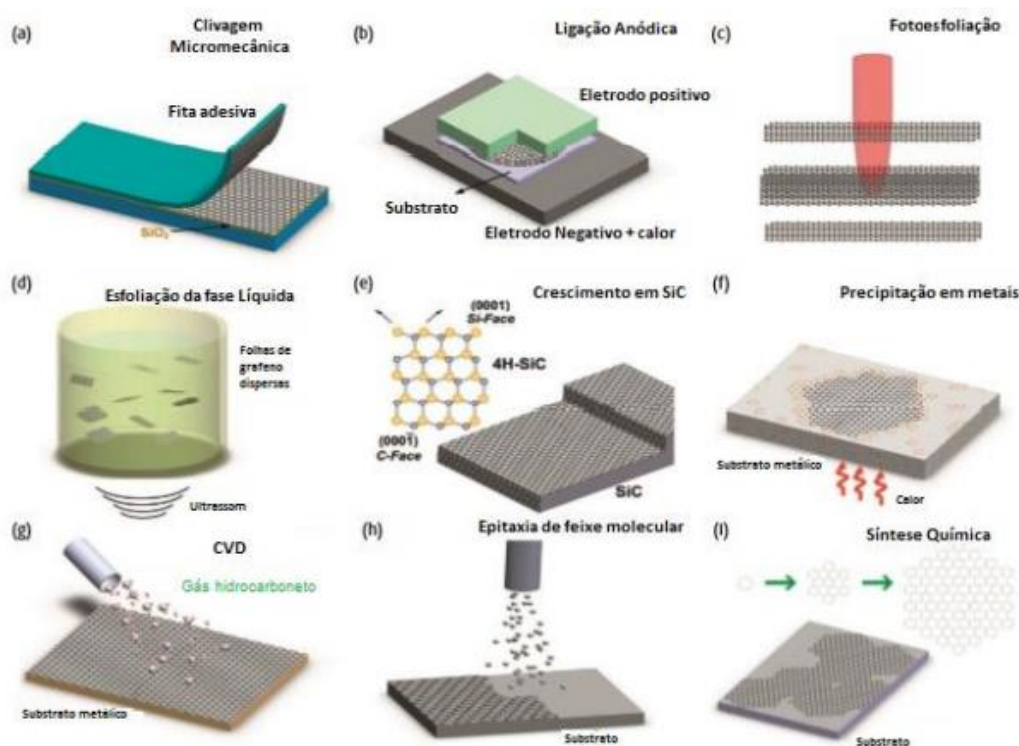 (a)
Clivagem
Micromecânica
Fita adesiva
SiO₂
(b)
Ligação Anódica
Eletrodo positivo
Substrato
Eletrodo Negativo + calor
(c)
Fotoesfoliação
(d)
Esfoliação da fase Líquida
Folhas de
grafeno
dispersas
Ultrassom
(e)
Crescimento em SiC
(0001)
Si-Face
4H-SiC
(0001̄)
C-Face
SiC
(f)
Precipitação em metais
Substrato metálico
Calor
(g)
CVD
Gás hidrocarboneto
Substrato metálico
(h)
Epitaxia de feixe molecular
Substrato
(i)
Síntese Química
Substrato